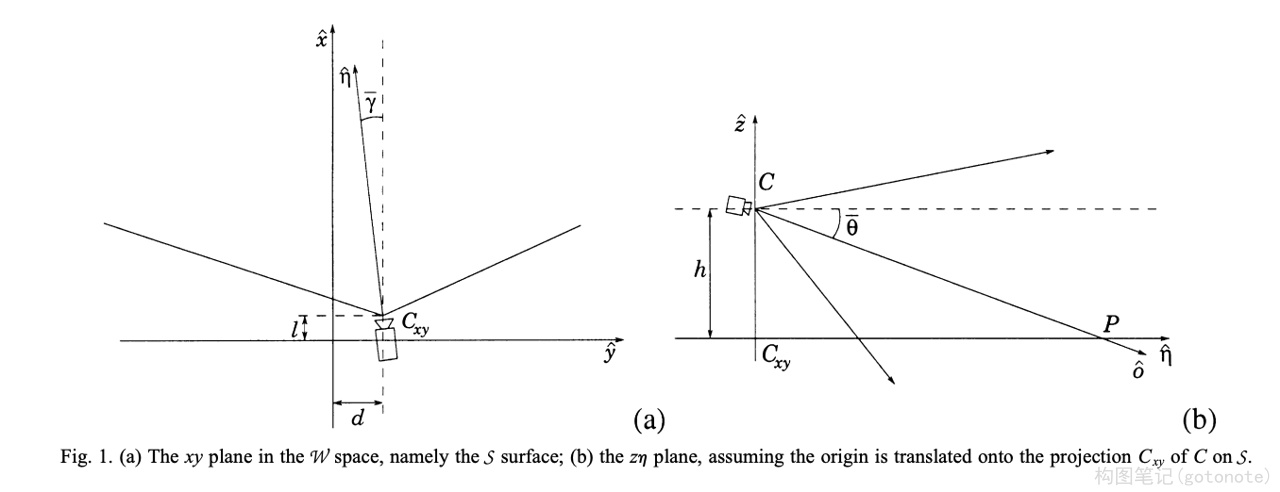 x̂
η̂
γ̄
l
C_xy
ŷ
d
(a)
ẑ
C
θ̄
h
P
C_xy
η̂
ô
(b)
Fig. 1. (a) The xy plane in the 𝒲 space, namely the 𝒮 surface; (b) the zη plane, assuming the origin is translated onto the projection C_xy of C on 𝒮.
构图笔记(gotonote)